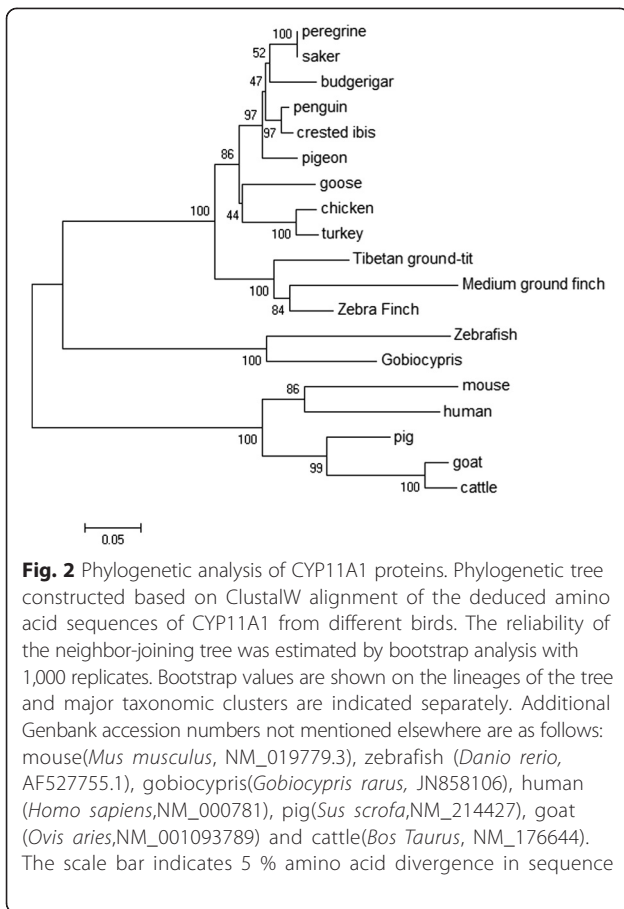 100
peregrine
saker
52
budgerigar
47
penguin
97
97
crested ibis
pigeon
86
goose
100
44
chicken
100
turkey
Tibetan ground-tit
100
Medium ground finch
84
Zebra Finch
Zebrafish
100
Gobiocypris
86
mouse
human
100
pig
99
goat
100
cattle
0.05
Fig. 2 Phylogenetic analysis of CYP11A1 proteins. Phylogenetic tree
constructed based on ClustalW alignment of the deduced amino
acid sequences of CYP11A1 from different birds. The reliability of
the neighbor-joining tree was estimated by bootstrap analysis with
1,000 replicates. Bootstrap values are shown on the lineages of the tree
and major taxonomic clusters are indicated separately. Additional
Genbank accession numbers not mentioned elsewhere are as follows:
mouse(Mus musculus, NM_019779.3), zebrafish (Danio rerio,
AF527755.1), gobiocypris(Gobiocypris rarus, JN858106), human
(Homo sapiens,NM_000781), pig(Sus scrofa,NM_214427), goat
(Ovis aries,NM_001093789) and cattle(Bos Taurus, NM_176644).
The scale bar indicates 5 % amino acid divergence in sequence